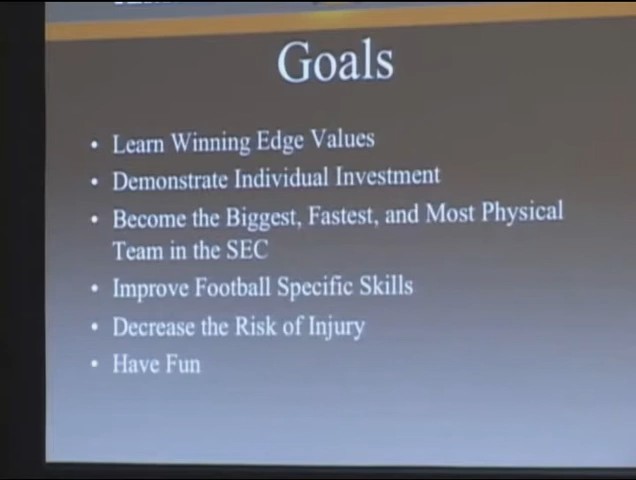 Goals
• Learn Winning Edge Values
• Demonstrate Individual Investment
• Become the Biggest, Fastest, and Most Physical
Team in the SEC
• Improve Football Specific Skills
• Decrease the Risk of Injury
• Have Fun